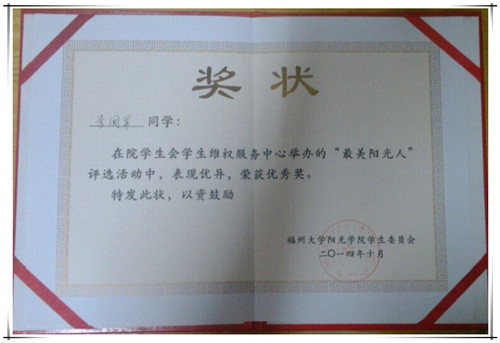 奖状
同学：
在院学生会学生维权服务中心举办的“最美阳光人”
评选活动中，表现优异，荣获优秀奖。
特发此状，以资鼓励
福州大学阳光学院学生委员会
二〇一四年十月